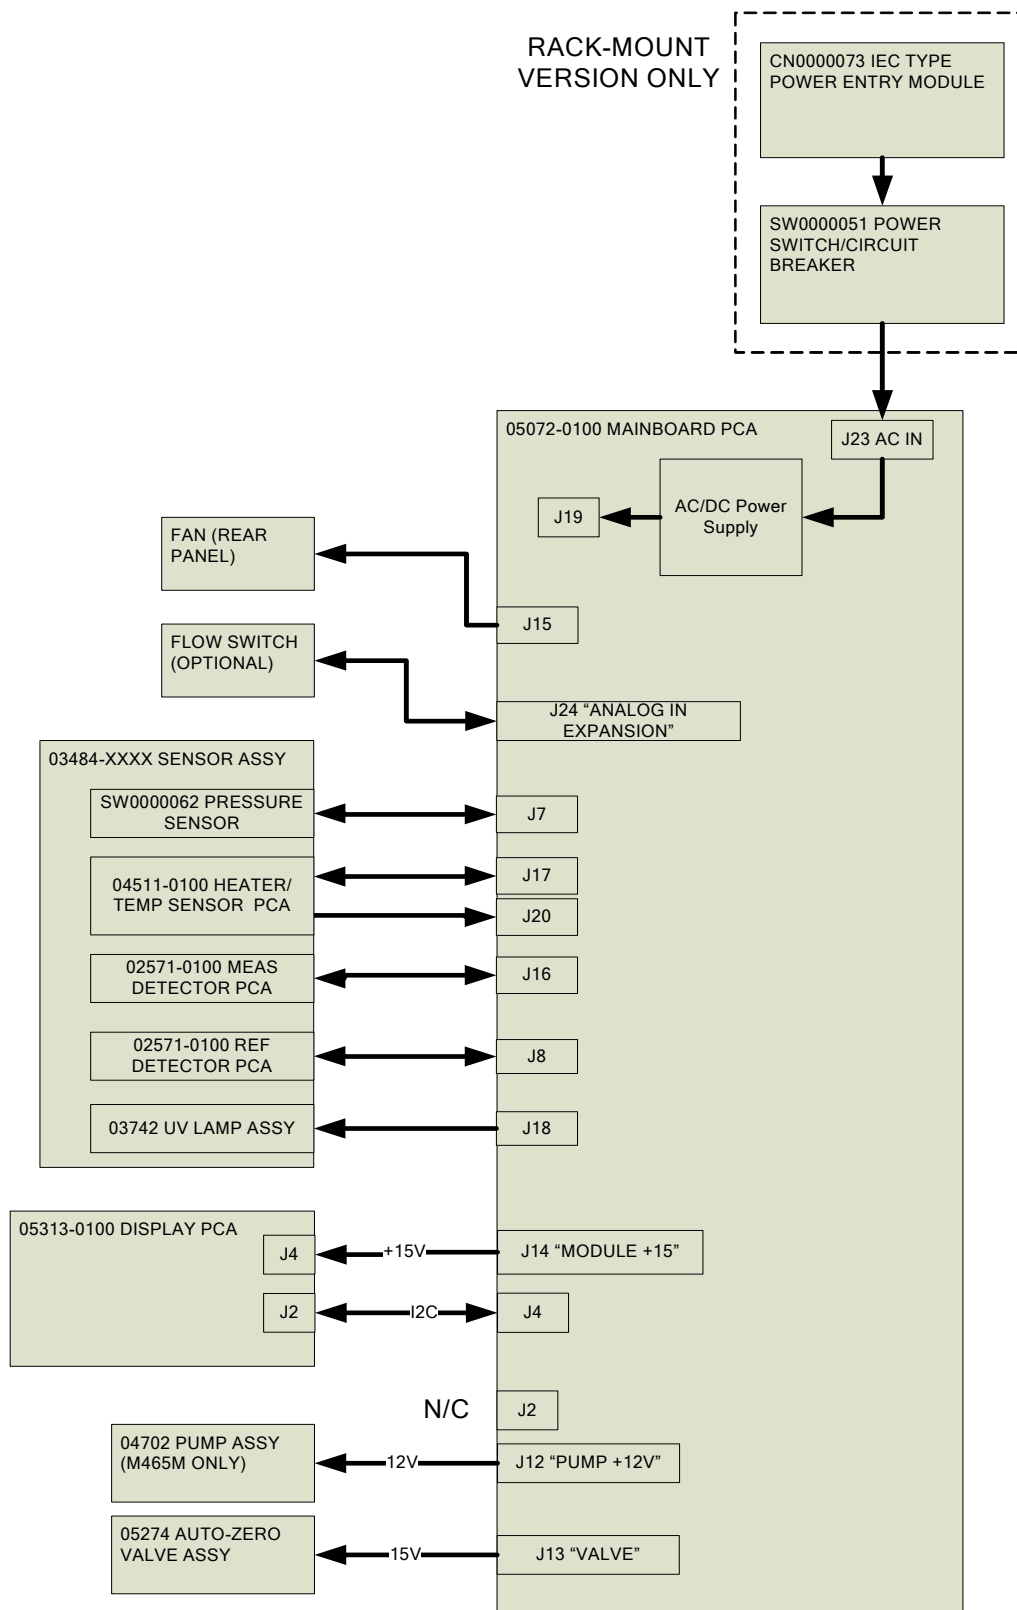 RACK-MOUNT
VERSION ONLY
CN0000073 IEC TYPE
POWER ENTRY MODULE
SW0000051 POWER
SWITCH/CIRCUIT
BREAKER
05072-0100 MAINBOARD PCA
J23 AC IN
J19
AC/DC Power
Supply
FAN (REAR
PANEL)
J15
FLOW SWITCH
(OPTIONAL)
J24 “ANALOG IN
EXPANSION”
03484-XXXX SENSOR ASSY
SW0000062 PRESSURE
SENSOR
J7
04511-0100 HEATER/
TEMP SENSOR PCA
J17
J20
02571-0100 MEAS
DETECTOR PCA
J16
02571-0100 REF
DETECTOR PCA
J8
03742 UV LAMP ASSY
J18
05313-0100 DISPLAY PCA
J4
+15V
J14 “MODULE +15”
J2
I2C
J4
N/C
J2
04702 PUMP ASSY
(M465M ONLY)
12V
J12 “PUMP +12V”
05274 AUTO-ZERO
VALVE ASSY
15V
J13 “VALVE”